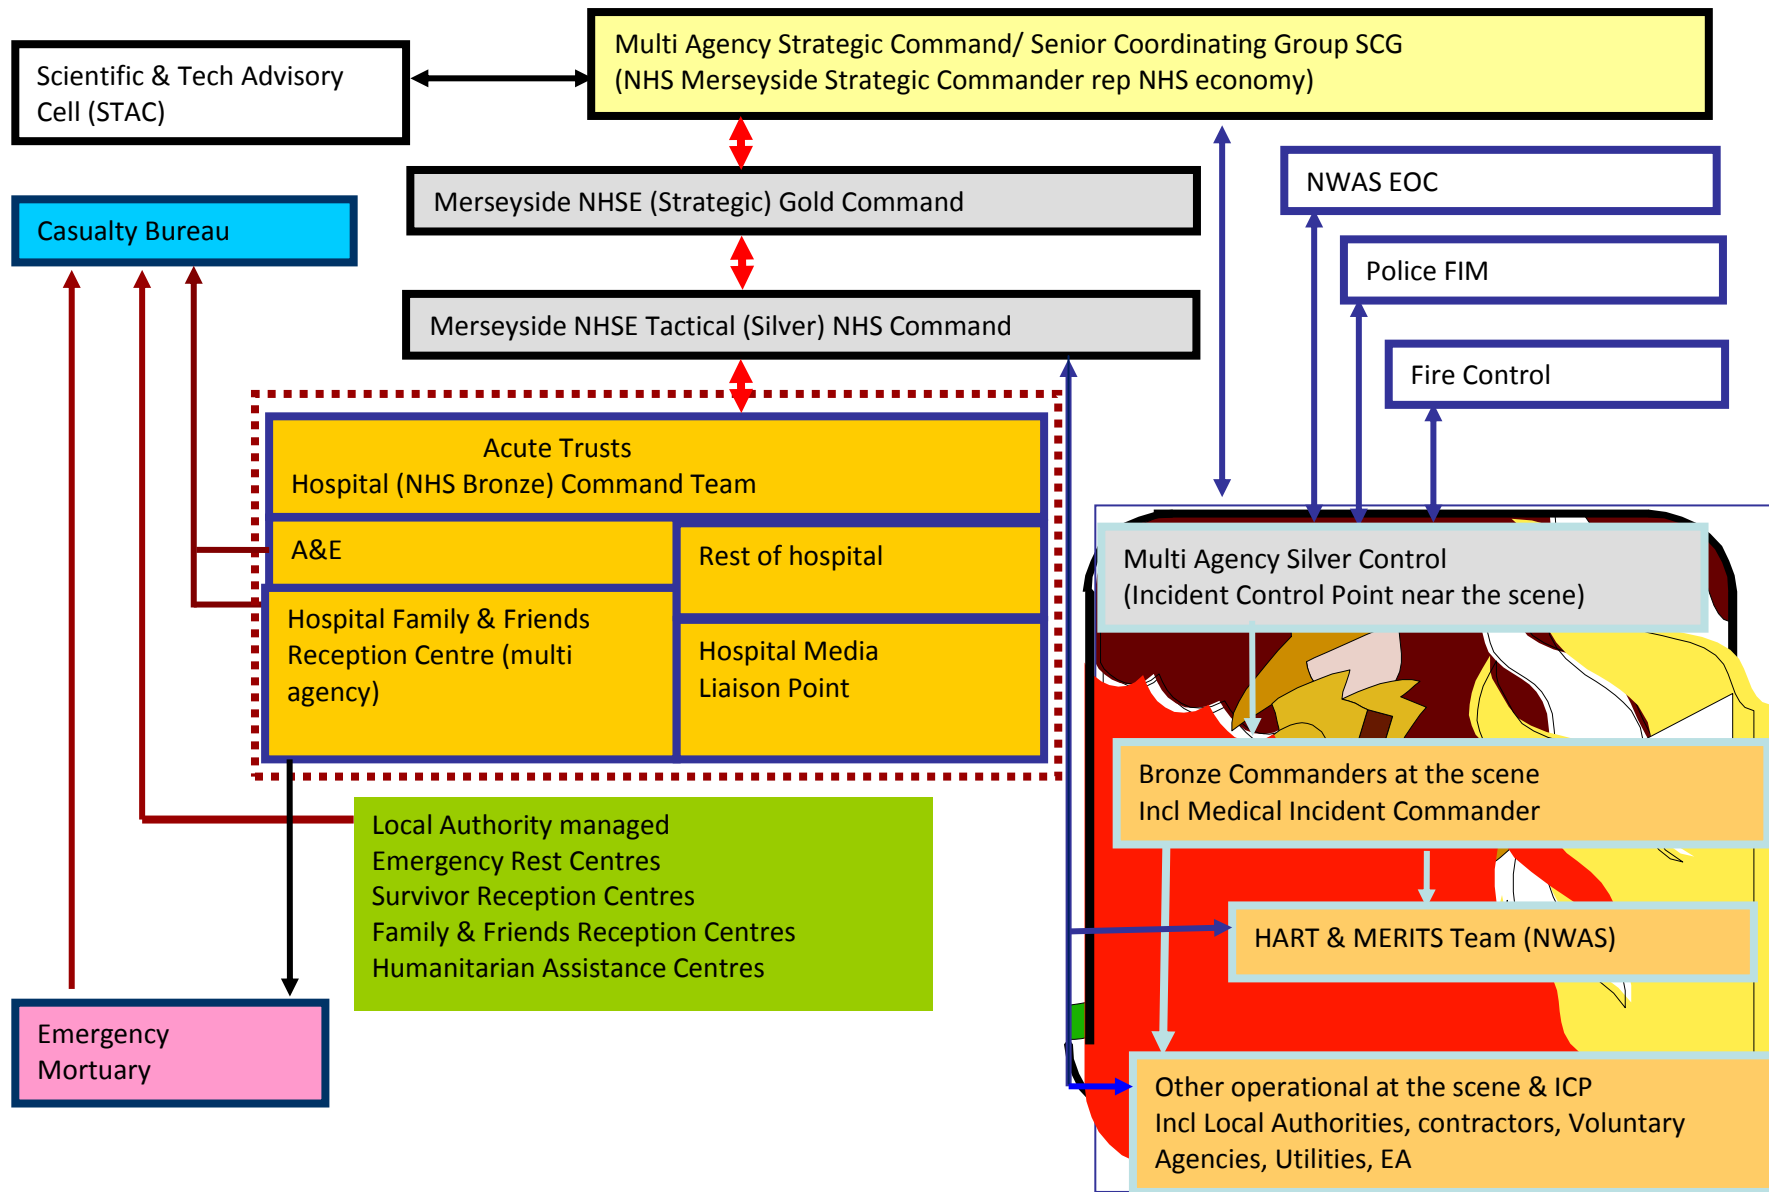 Multi Agency Strategic Command/ Senior Coordinating Group SCG
(NHS Merseyside Strategic Commander rep NHS economy)
Scientific & Tech Advisory
Cell (STAC)
NWAS EOC
Merseyside NHSE (Strategic) Gold Command
Casualty Bureau
Police FIM
Merseyside NHSE Tactical (Silver) NHS Command
Fire Control
Acute Trusts
Hospital (NHS Bronze) Command Team
A&E
Rest of hospital
Hospital Family & Friends
Reception Centre (multi
agency)
Hospital Media
Liaison Point
Multi Agency Silver Control
(Incident Control Point near the scene)
Bronze Commanders at the scene
Incl Medical Incident Commander
Local Authority managed
Emergency Rest Centres
Survivor Reception Centres
Family & Friends Reception Centres
Humanitarian Assistance Centres
HART & MERITS Team (NWAS)
Emergency
Mortuary
Other operational at the scene & ICP
Incl Local Authorities, contractors, Voluntary
Agencies, Utilities, EA